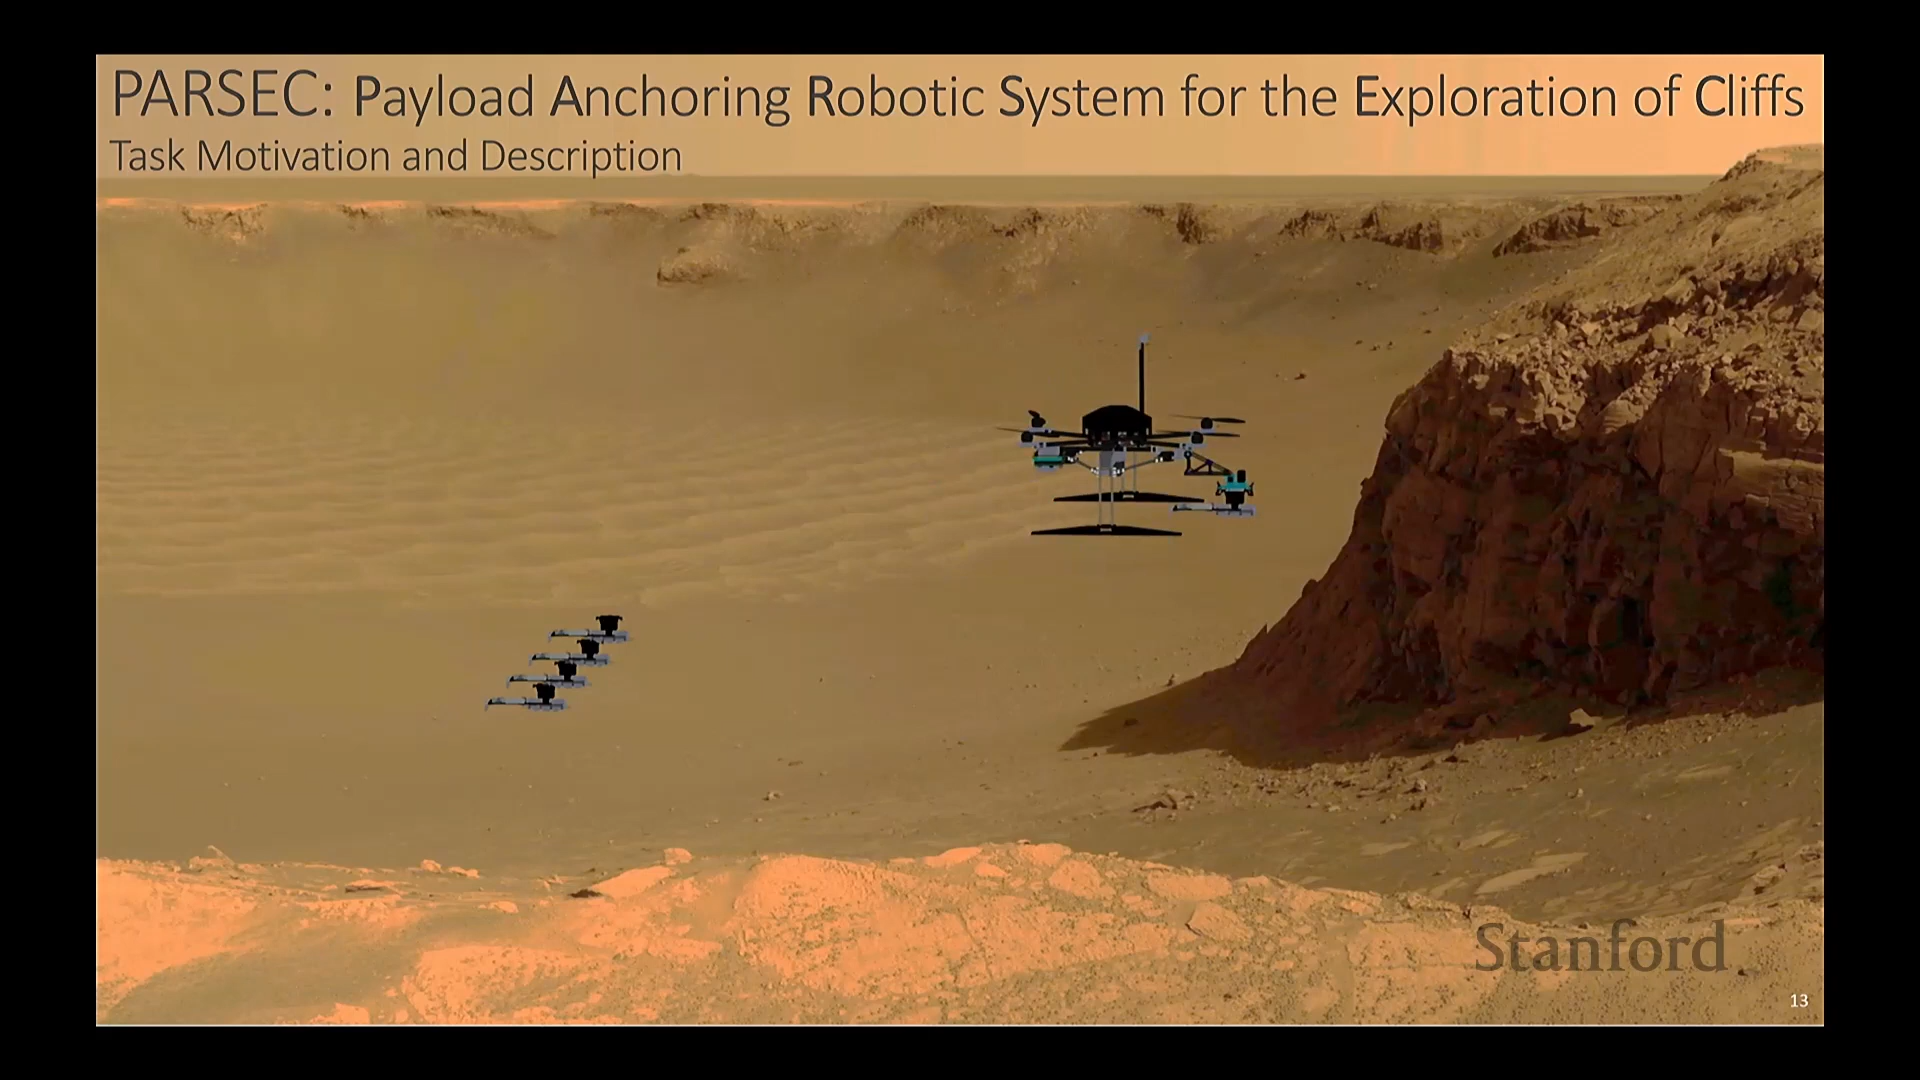 PARSEC: Payload Anchoring Robotic System for the Exploration of Cliffs
Task Motivation and Description
Stanford
13